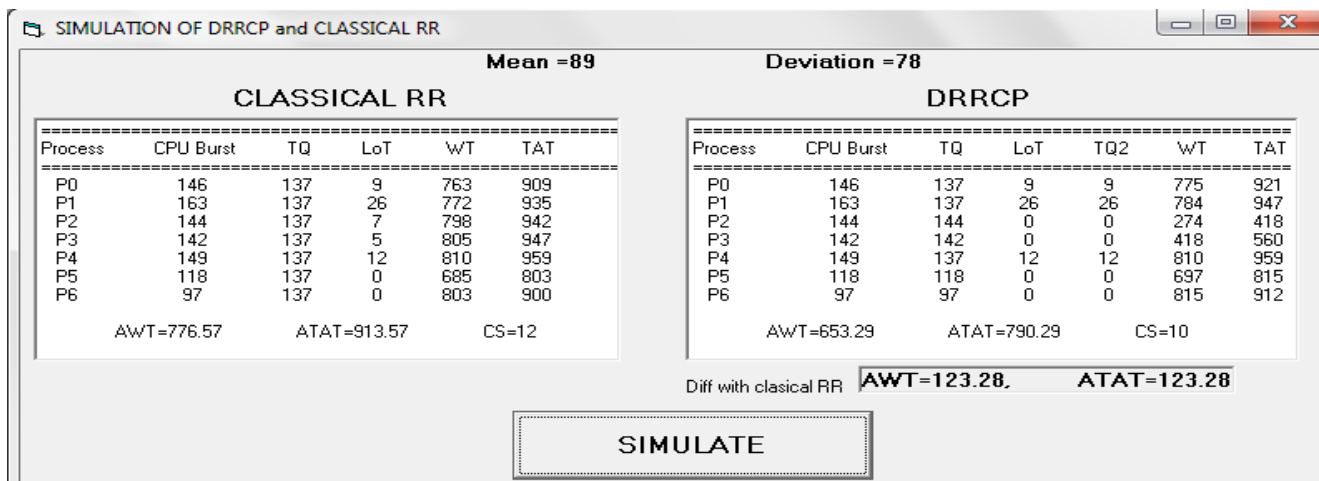 SIMULATION OF DRRCP and CLASSICAL RR
Mean =89 Deviation =78
CLASSICAL RR
Process CPU Burst TQ LoT WT TAT
P0 146 137 9 763 909
P1 163 137 26 772 935
P2 144 137 7 798 942
P3 142 137 5 805 947
P4 149 137 12 810 959
P5 118 137 0 685 803
P6 97 137 0 803 900
AWT=776.57 ATAT=913.57 CS=12
DRRCP
Process CPU Burst TQ LoT TQ2 WT TAT
P0 146 137 9 9 775 921
P1 163 137 26 26 784 947
P2 144 144 0 0 274 418
P3 142 142 0 0 418 560
P4 149 137 12 12 810 959
P5 118 118 0 0 697 815
P6 97 97 0 0 815 912
AWT=653.29 ATAT=790.29 CS=10
Diff with clasical RR AWT=123.28, ATAT=123.28
SIMULATE